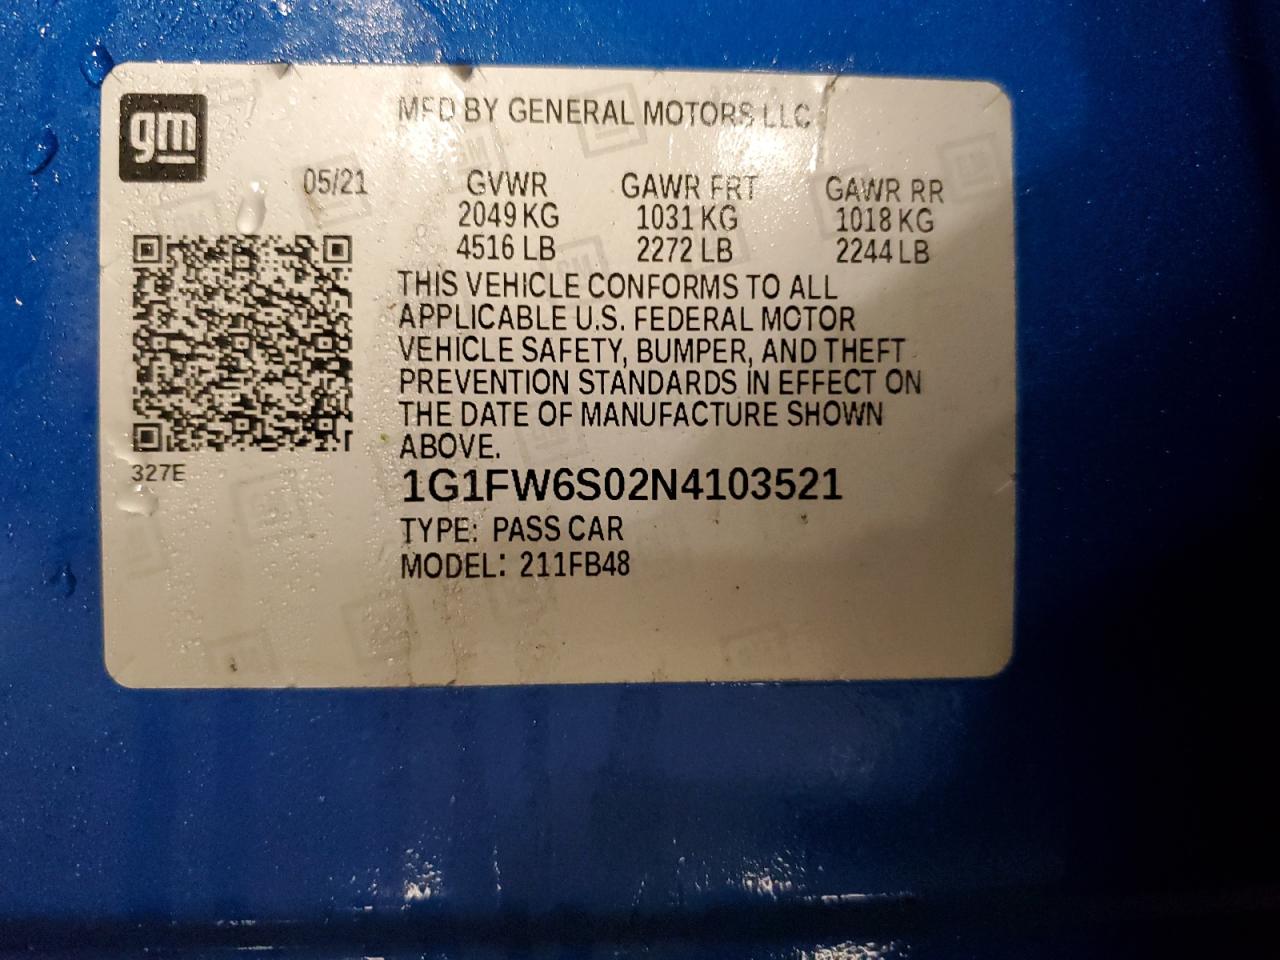 gm
MFD BY GENERAL MOTORS LLC
05/21 GVWR GAWR FRT GAWR RR
2049 KG 1031 KG 1018 KG
4516 LB 2272 LB 2244 LB
THIS VEHICLE CONFORMS TO ALL
APPLICABLE U.S. FEDERAL MOTOR
VEHICLE SAFETY, BUMPER, AND THEFT
PREVENTION STANDARDS IN EFFECT ON
THE DATE OF MANUFACTURE SHOWN
ABOVE.
327E
1G1FW6S02N4103521
TYPE: PASS CAR
MODEL: 211FB48